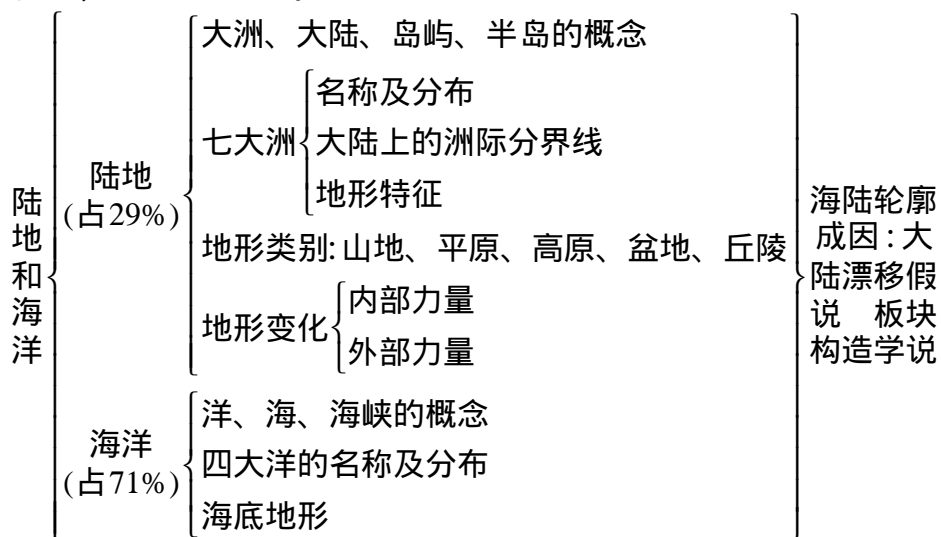 陆地和海洋
陆地
(占29%)
大洲、大陆、岛屿、半岛的概念
七大洲
名称及分布
大陆上的洲际分界线
地形特征
地形类别:山地、平原、高原、盆地、丘陵
地形变化
内部力量
外部力量
海洋
(占71%)
洋、海、海峡的概念
四大洋的名称及分布
海底地形
海陆轮廓
成因:大
陆漂移假
说 板块
构造学说